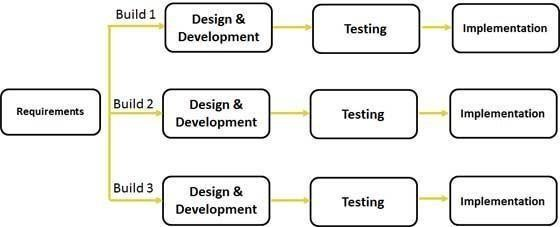 Build 1
Design &
Development
Testing
Implementation
Requirements
Build 2
Design &
Development
Testing
Implementation
Build 3
Design &
Development
Testing
Implementation